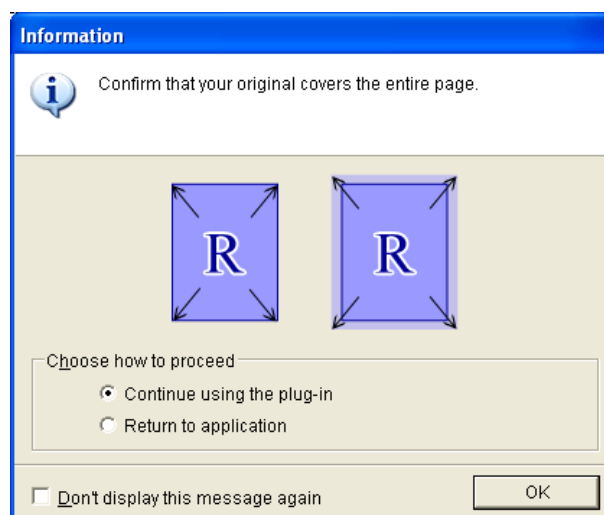 Information
Confirm that your original covers the entire page.
R R
Choose how to proceed
Continue using the plug-in
Return to application
Don't display this message again
OK